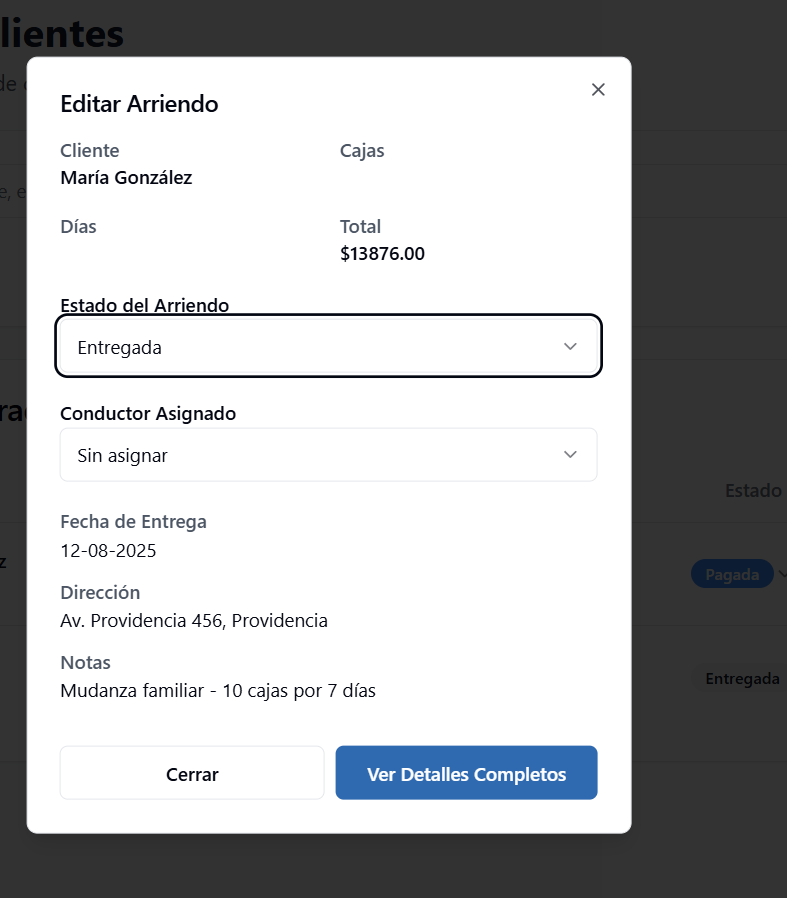 lientes
de
Editar Arriendo
Cliente
Cajas
María González
e, e
Días
Total
$13876.00
Estado del Arriendo
Entregada
Conductor Asignado
Sin asignar
Estado
Fecha de Entrega
12-08-2025
z
Pagada
Dirección
Av. Providencia 456, Providencia
Notas
Entregada
Mudanza familiar - 10 cajas por 7 días
Cerrar
Ver Detalles Completos